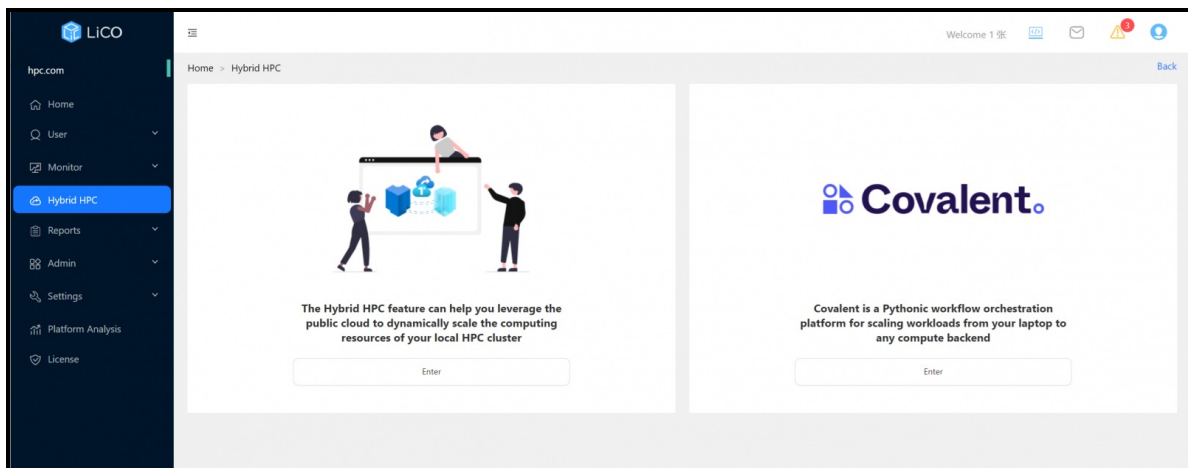 LiCO
Welcome 1 张
3
hpc.com
Home > Hybrid HPC
Back
Home
User
Monitor
Hybrid HPC
Reports
Admin
Settings
Platform Analysis
License
The Hybrid HPC feature can help you leverage the
public cloud to dynamically scale the computing
resources of your local HPC cluster
Enter
Covalent.
Covalent is a Pythonic workflow orchestration
platform for scaling workloads from your laptop to
any compute backend
Enter